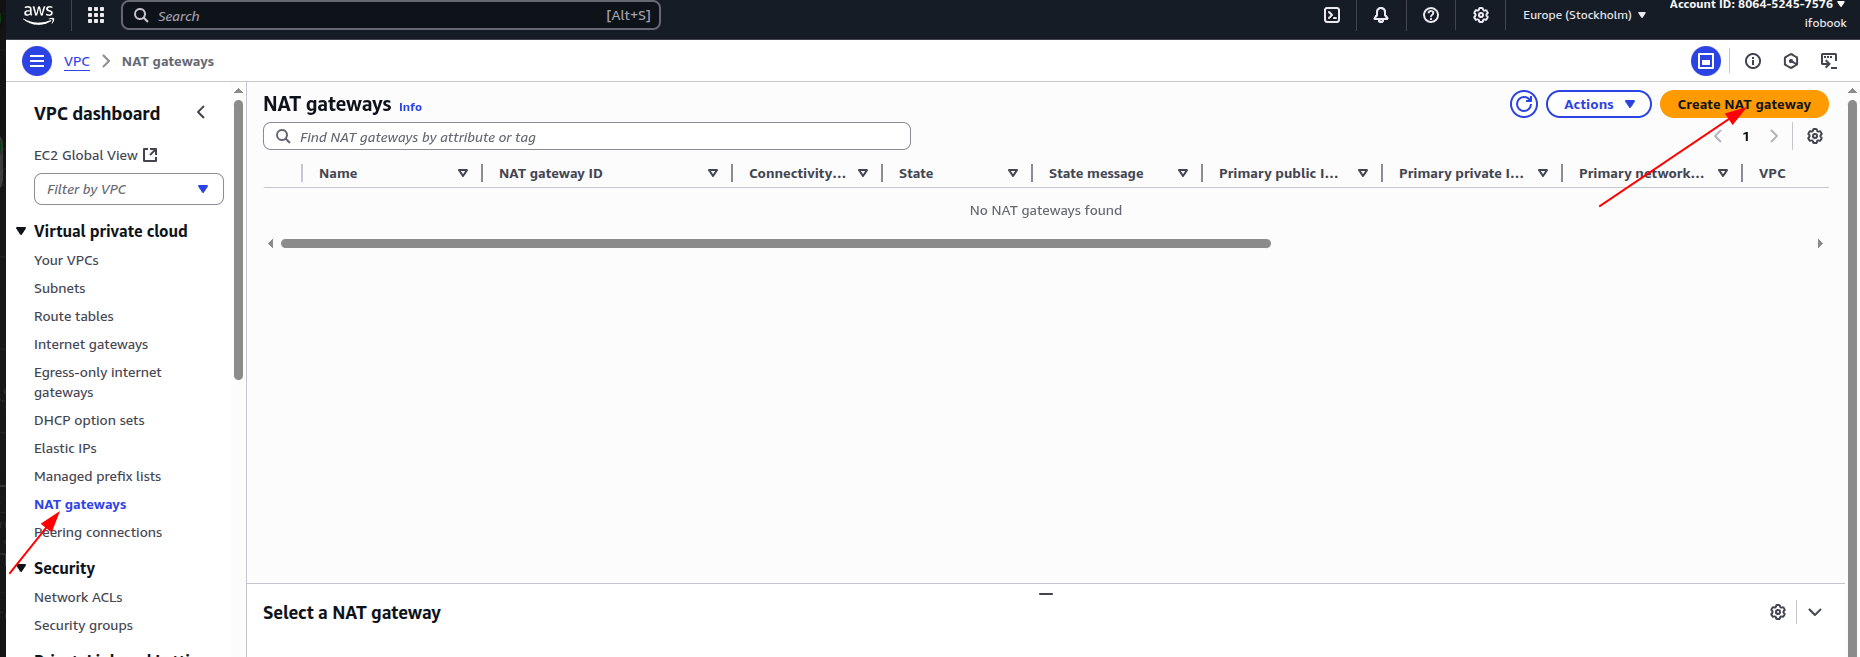 aws
Search
[Alt+S]
Europe (Stockholm)
Account ID: 8064-5245-7576
ifobook
VPC
NAT gateways
VPC dashboard
EC2 Global View
Filter by VPC
Virtual private cloud
Your VPCs
Subnets
Route tables
Internet gateways
Egress-only internet
gateways
DHCP option sets
Elastic IPs
Managed prefix lists
NAT gateways
Peering connections
Security
Network ACLs
Security groups
NAT gateways Info
Actions
Create NAT gateway
Find NAT gateways by attribute or tag
1
Name
NAT gateway ID
Connectivity...
State
State message
Primary public I...
Primary private I...
Primary network...
VPC
No NAT gateways found
Select a NAT gateway